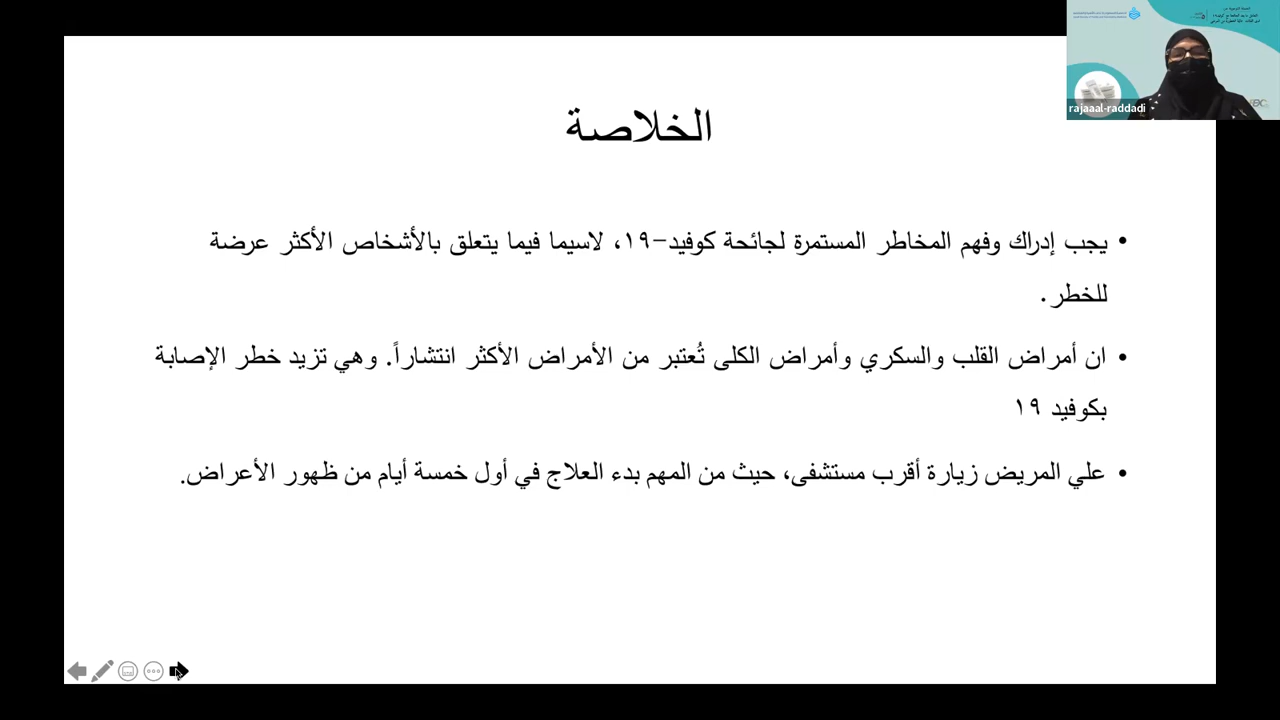 الخلاصة
• يجب إدراك وفهم المخاطر المستمرة لجائحة كوفيد-١٩، لاسيما فيما يتعلق بالأشخاص الأكثر عرضة
للخطر.
• ان أمراض القلب والسكري وأمراض الكلى تُعتبر من الأمراض الأكثر انتشاراً. وهي تزيد خطر الإصابة
بكوفيد ١٩
• علي المريض زيارة أقرب مستشفى، حيث من المهم بدء العلاج في أول خمسة أيام من ظهور الأعراض.
rajaaal-raddadi